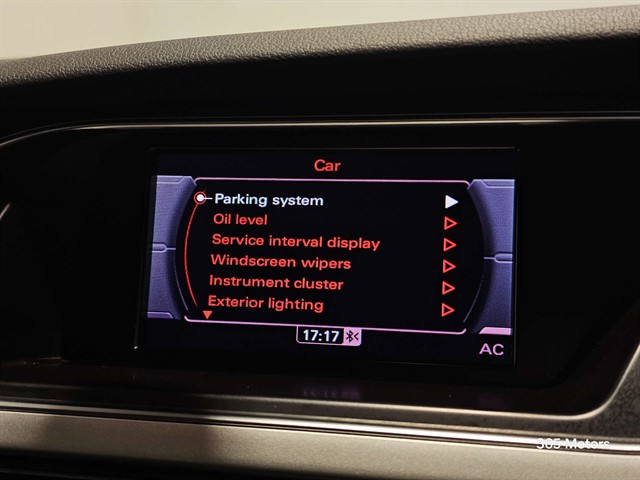 Car
Parking system
Oil level
Service interval display
Windscreen wipers
Instrument cluster
Exterior lighting
17:17
AC
365 Motors